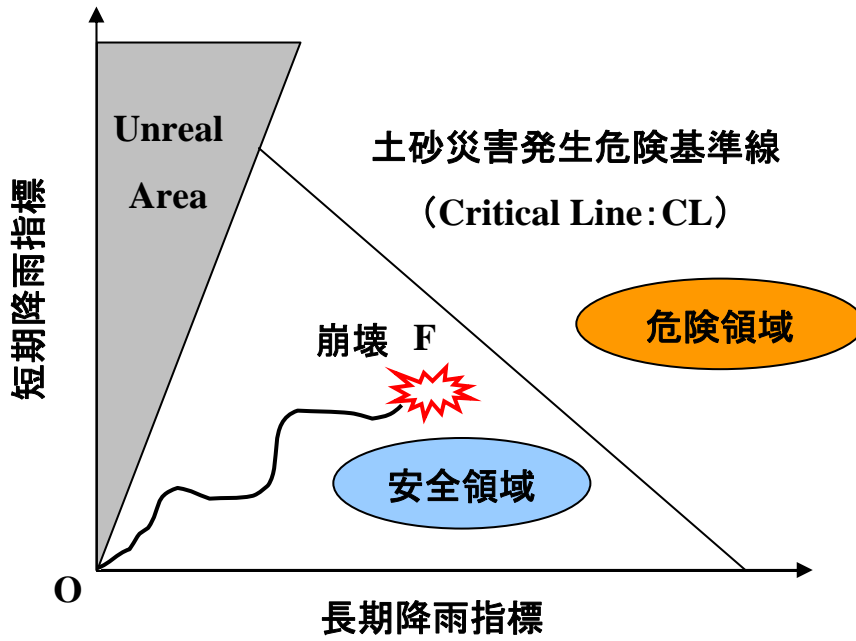 Unreal
Area
土砂災害発生危険基準線
（Critical Line：CL）
短期降雨指標
危険領域
崩壊 F
安全領域
O
長期降雨指標